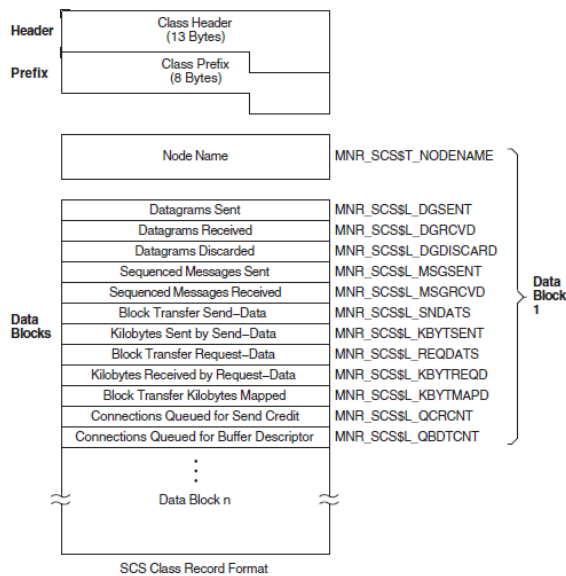 Header
Class Header
(13 Bytes)
Prefix
Class Prefix
(8 Bytes)
Node Name MNR_SCS$T_NODENAME
Datagrams Sent MNR_SCS$L_DGSENT
Datagrams Received MNR_SCS$L_DGRCVD
Datagrams Discarded MNR_SCS$L_DGDISCARD
Sequenced Messages Sent MNR_SCS$L_MSGSENT
Sequenced Messages Received MNR_SCS$L_MSGRCVD
Block Transfer Send–Data MNR_SCS$L_SNDATS
Kilobytes Sent by Send–Data MNR_SCS$L_KBYTSENT
Block Transfer Request–Data MNR_SCS$L_REQDATS
Kilobytes Received by Request–Data MNR_SCS$L_KBYTREQD
Block Transfer Kilobytes Mapped MNR_SCS$L_KBYTMAPD
Connections Queued for Send Credit MNR_SCS$L_QCRCNT
Connections Queued for Buffer Descriptor MNR_SCS$L_QBDTCNT
Data
Blocks
Data
Block
1
Data Block n
SCS Class Record Format